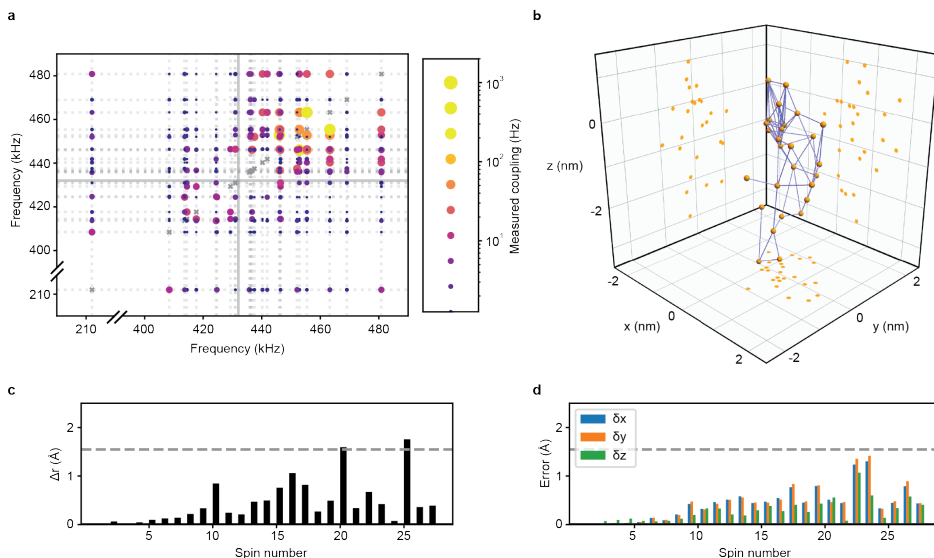 a
480
460
440
420
400
210
Frequency (kHz)
210
400
420
440
460
480
Frequency (kHz)
10³
10²
10¹
Measured coupling (Hz)
b
0
-2
z (nm)
-2
0
2
x (nm)
2
0
-2
y (nm)
c
2
1
0
Δr (Å)
5
10
15
20
25
Spin number
d
δx
δy
δz
2
1
0
Error (Å)
5
10
15
20
25
Spin number